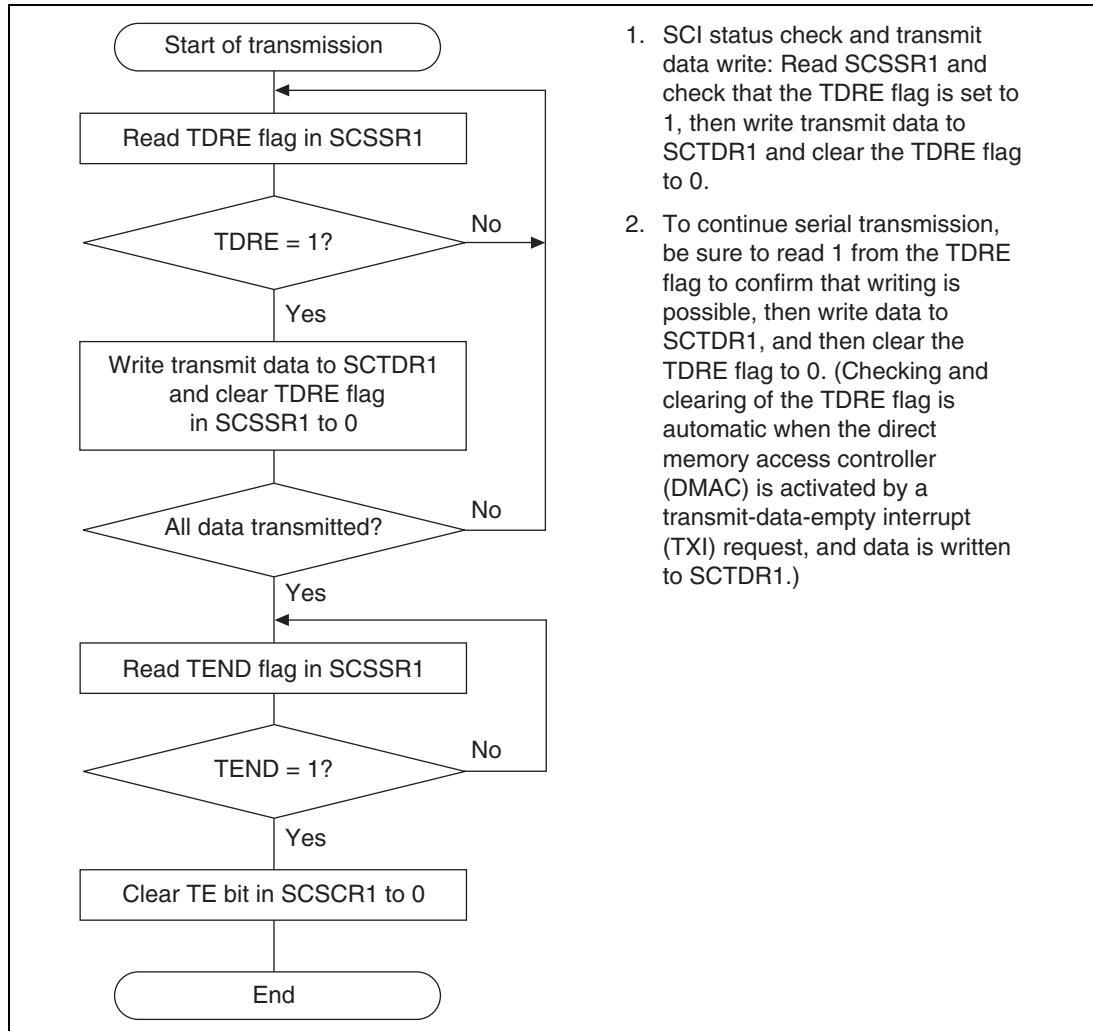 Start of transmission
Read TDRE flag in SCSSR1
TDRE = 1?
No
Yes
Write transmit data to SCTDR1
and clear TDRE flag
in SCSSR1 to 0
All data transmitted?
No
Yes
Read TEND flag in SCSSR1
TEND = 1?
No
Yes
Clear TE bit in SCSCR1 to 0
End
1. SCI status check and transmit
data write: Read SCSSR1 and
check that the TDRE flag is set to
1, then write transmit data to
SCTDR1 and clear the TDRE flag
to 0.
2. To continue serial transmission,
be sure to read 1 from the TDRE
flag to confirm that writing is
possible, then write data to
SCTDR1, and then clear the
TDRE flag to 0. (Checking and
clearing of the TDRE flag is
automatic when the direct
memory access controller
(DMAC) is activated by a
transmit-data-empty interrupt
(TXI) request, and data is written
to SCTDR1.)